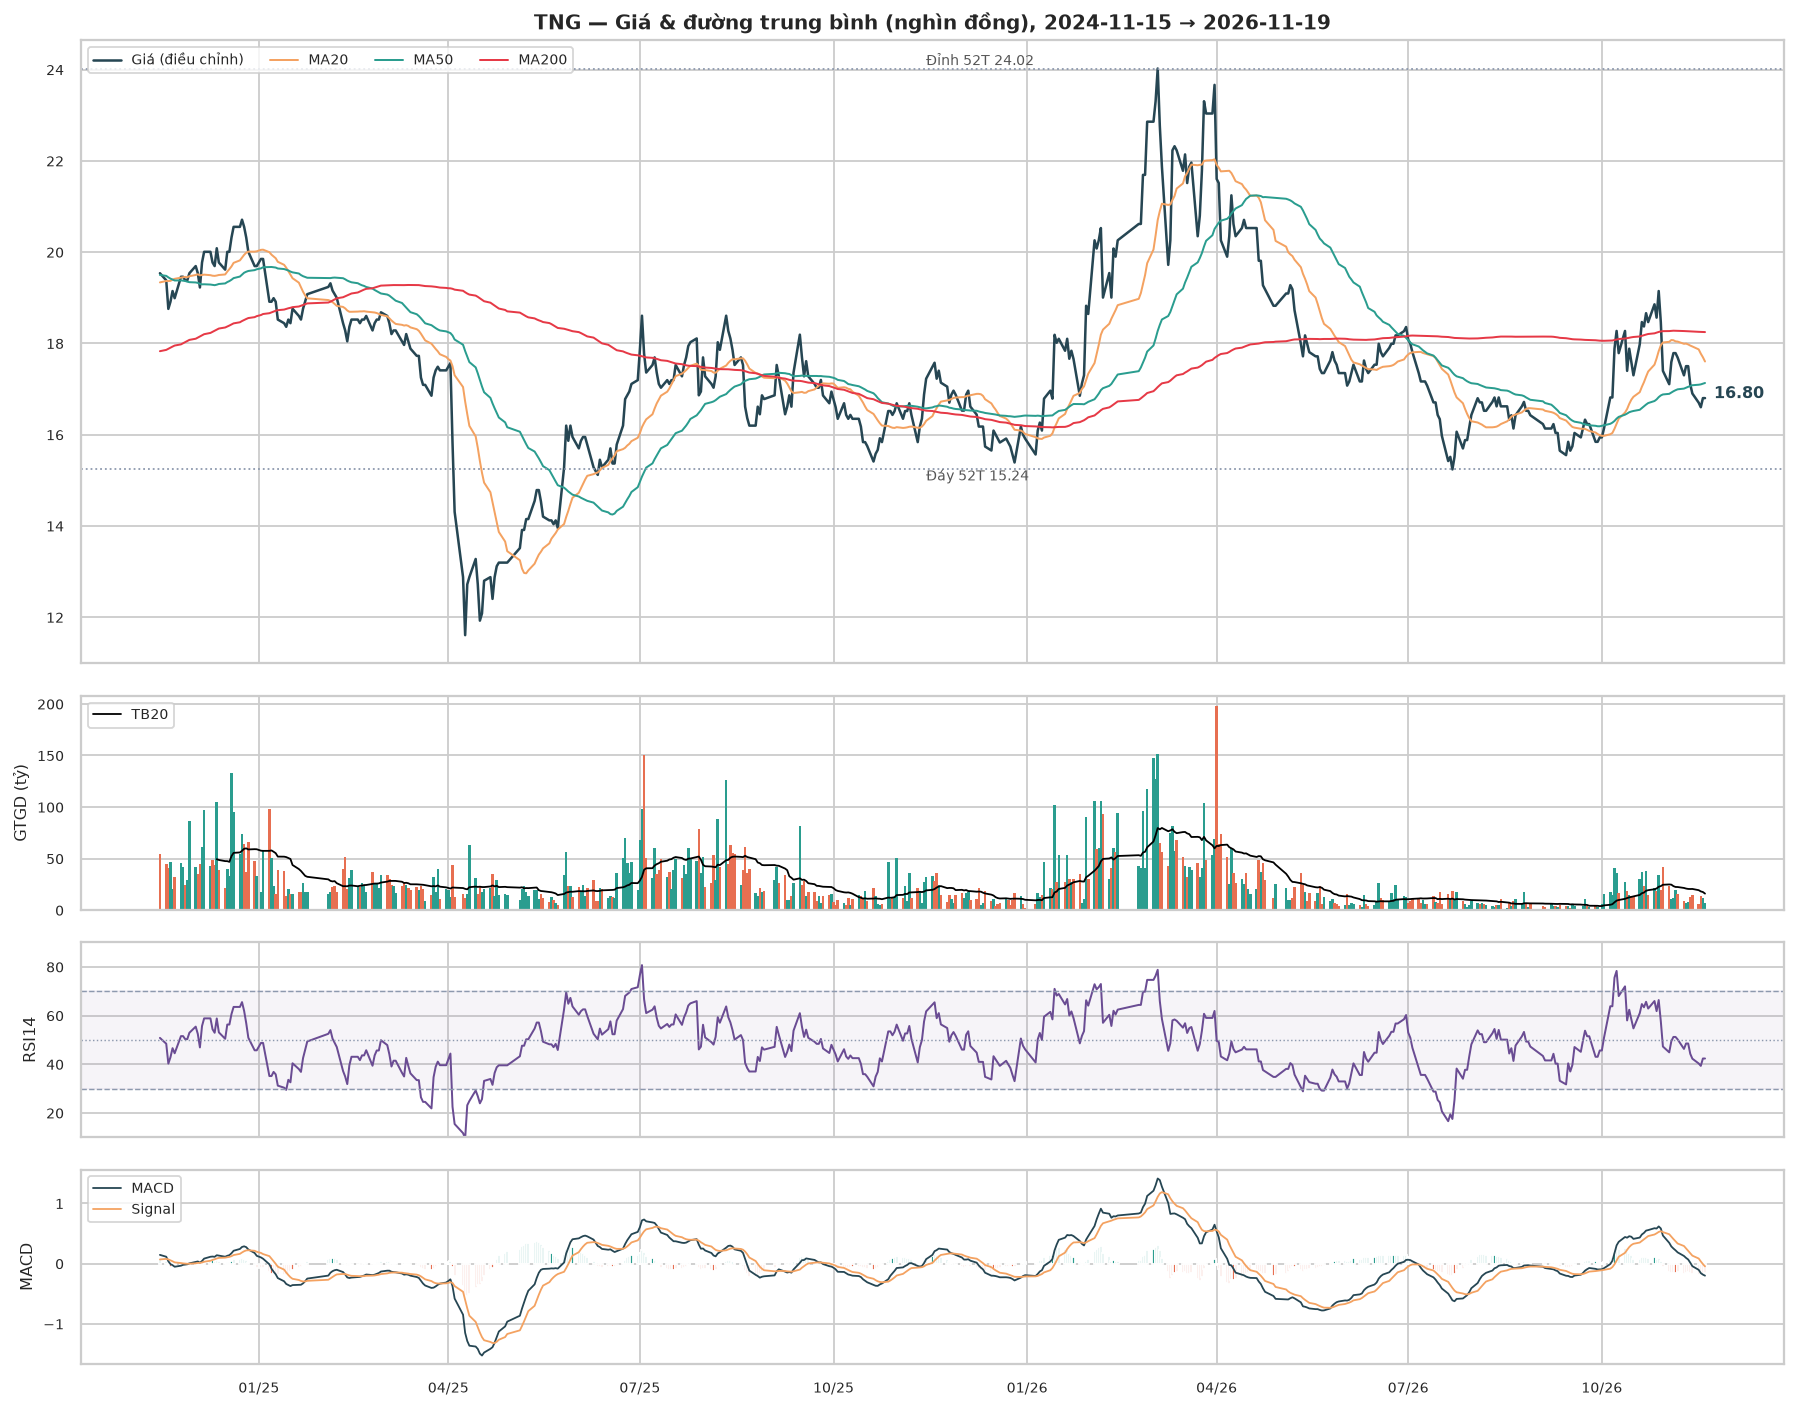 TNG — Giá & đường trung bình (nghìn đồng), 2024-11-15 → 2026-11-19
Giá (điều chỉnh) MA20 MA50 MA200
Đỉnh 52T 24.02
24
22
20
18
16
14
12
16.80
Đáy 52T 15.24
TB20
GTGD (tỷ)
200
150
100
50
0
RSI14
80
60
40
20
MACD
Signal
MACD
1
0
−1
01/25 04/25 07/25 10/25 01/26 04/26 07/26 10/26